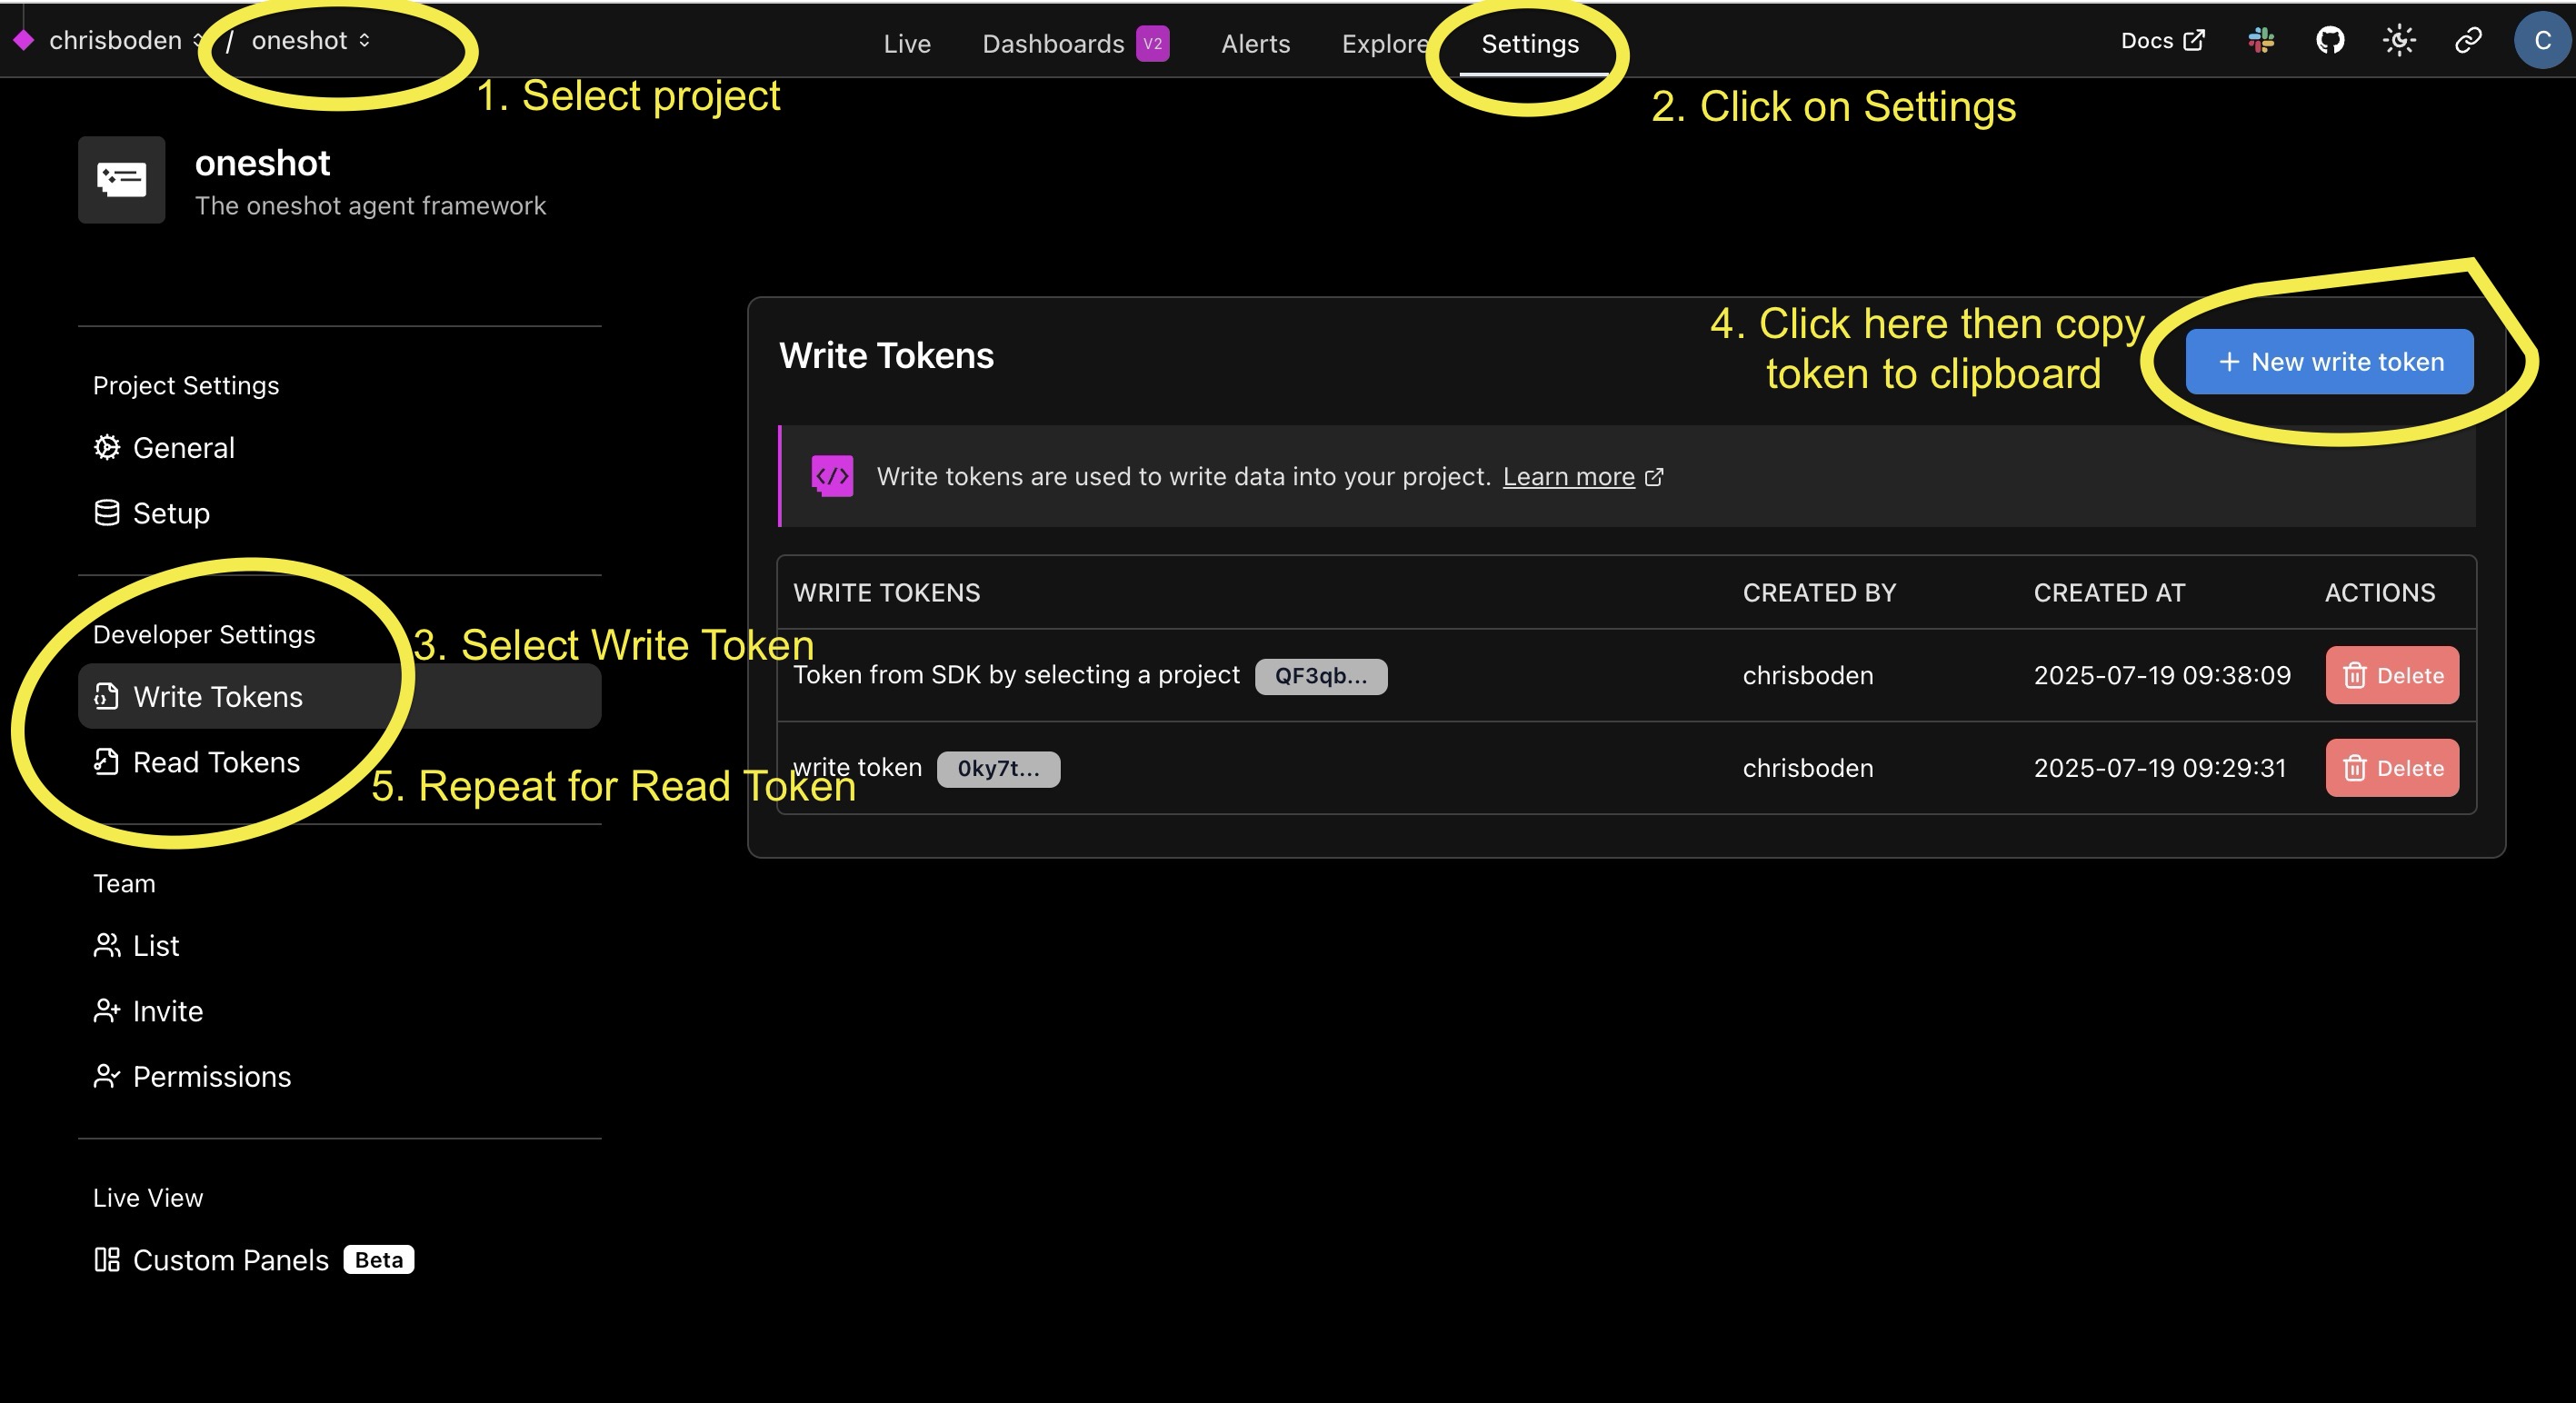 chrisboden / oneshot
Live Dashboards V2 Alerts Explore Settings
Docs
C
1. Select project
2. Click on Settings
oneshot
The oneshot agent framework
4. Click here then copy
token to clipboard
Write Tokens
+ New write token
Project Settings
General
Setup
Write tokens are used to write data into your project. Learn more
Developer Settings
Write Tokens
Read Tokens
3. Select Write Token
5. Repeat for Read Token
WRITE TOKENS CREATED BY CREATED AT ACTIONS
Token from SDK by selecting a project QF3qb... chrisboden 2025-07-19 09:38:09 Delete
write token 0ky7t... chrisboden 2025-07-19 09:29:31 Delete
Team
List
Invite
Permissions
Live View
Custom Panels Beta